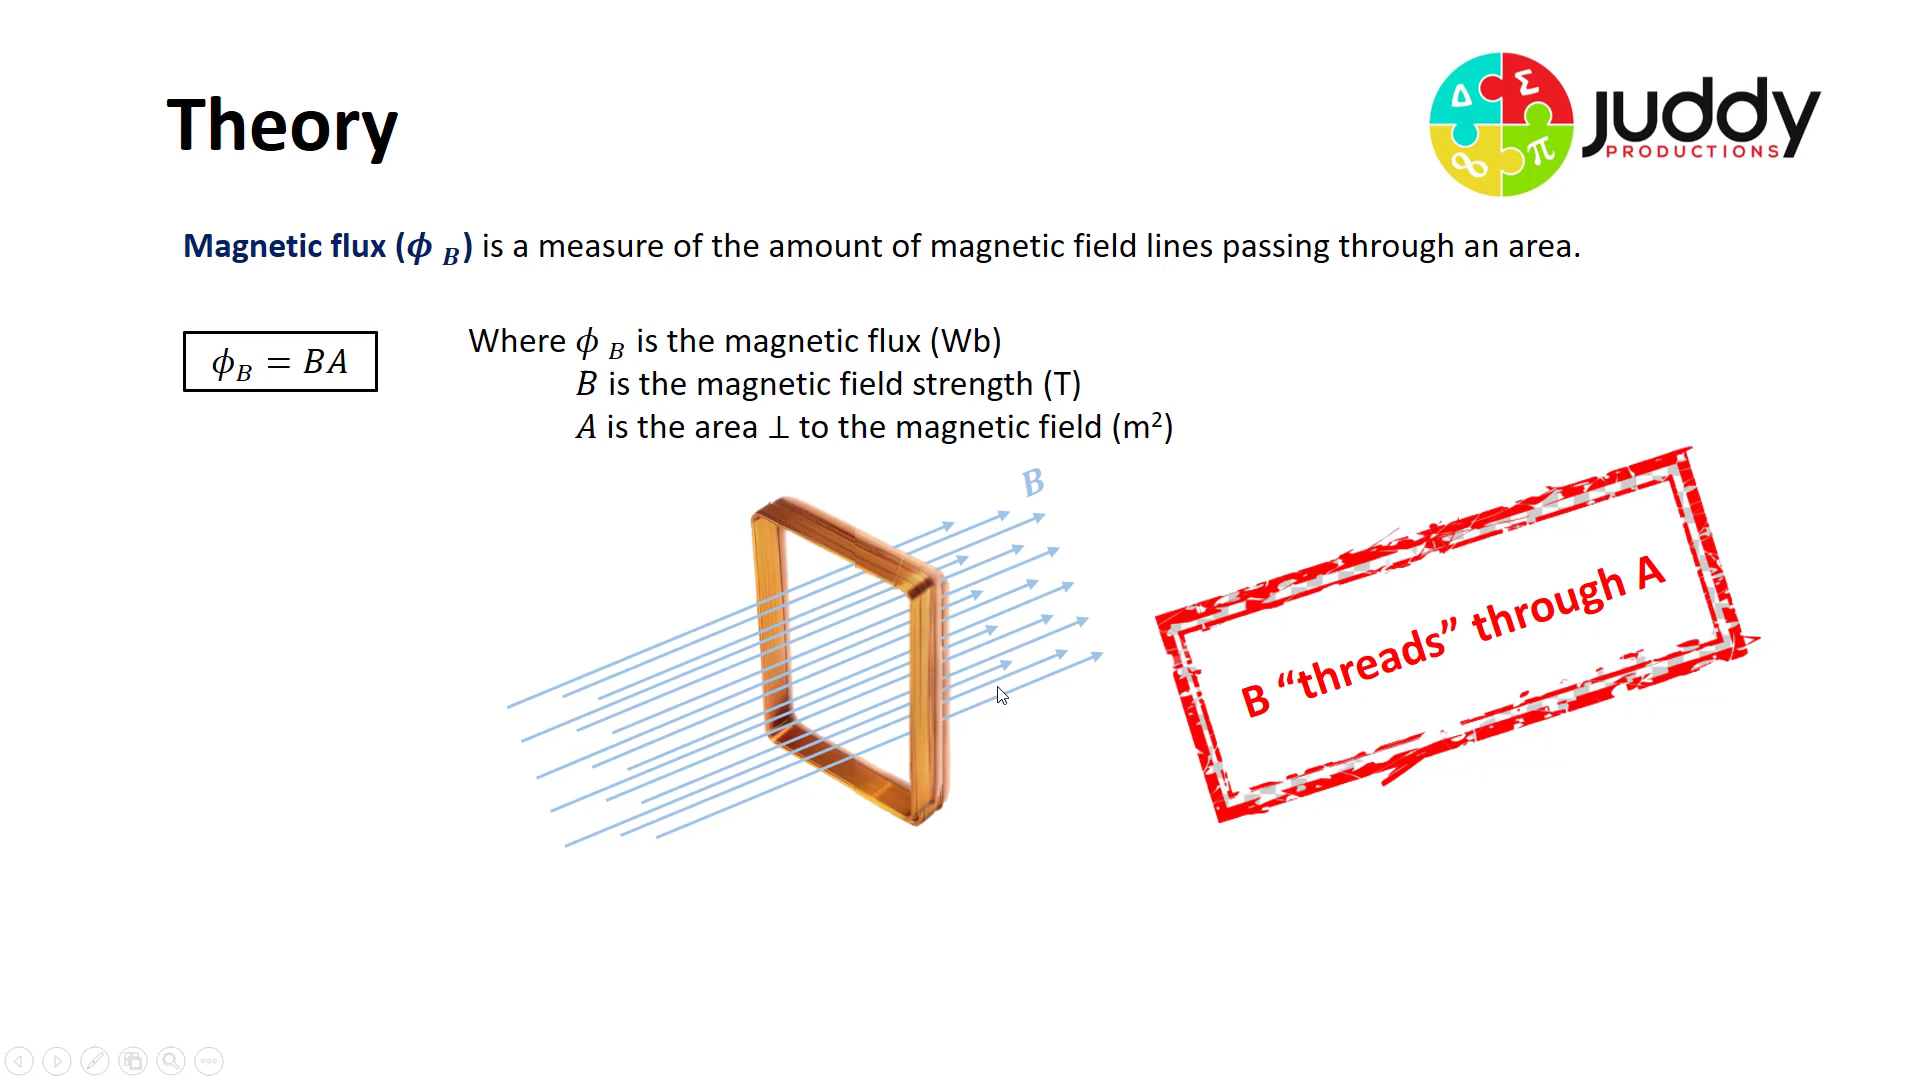 Theory
Δ Σ
∞ π
juddy
PRODUCTIONS
Magnetic flux (ϕ B) is a measure of the amount of magnetic field lines passing through an area.
ϕB = BA
Where ϕ B is the magnetic flux (Wb)
B is the magnetic field strength (T)
A is the area ⊥ to the magnetic field (m²)
B
B “threads” through A